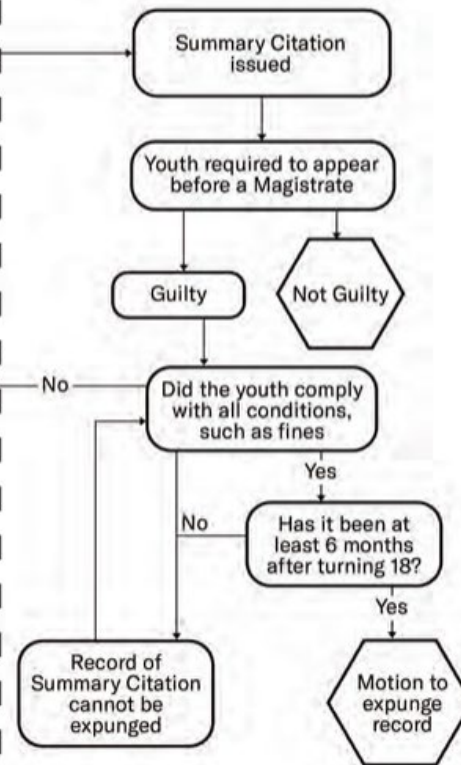 Summary Citation
issued
Youth required to appear
before a Magistrate
Guilty
Not Guilty
No
Did the youth comply
with all conditions,
such as fines
Yes
No
Has it been at
least 6 months
after turning 18?
Yes
Record of
Summary Citation
cannot be
expunged
Motion to
expunge
record